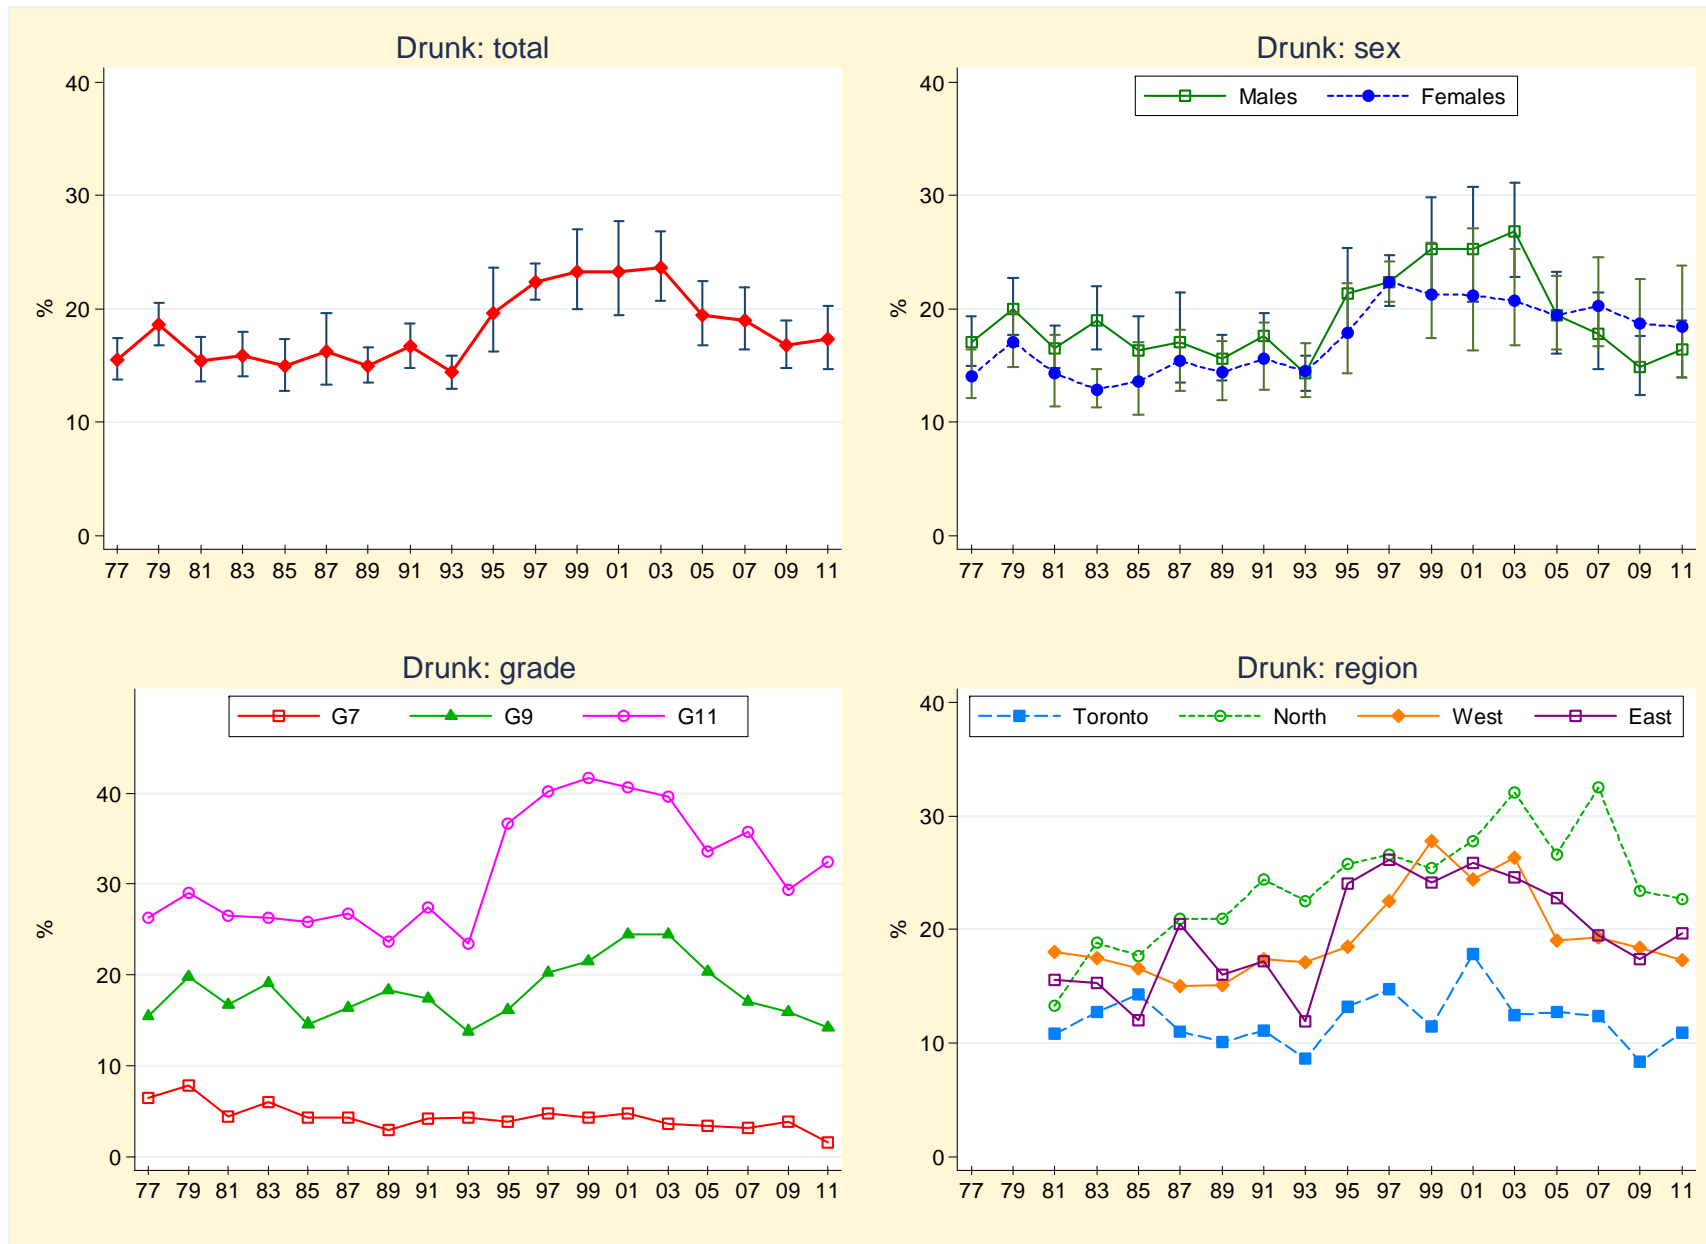 Drunk: total
40
30
20
10
0
%
77 79 81 83 85 87 89 91 93 95 97 99 01 03 05 07 09 11
Drunk: sex
Males Females
40
30
20
10
0
%
77 79 81 83 85 87 89 91 93 95 97 99 01 03 05 07 09 11
Drunk: grade
G7 G9 G11
40
30
20
10
0
%
77 79 81 83 85 87 89 91 93 95 97 99 01 03 05 07 09 11
Drunk: region
Toronto North West East
40
30
20
10
0
%
77 79 81 83 85 87 89 91 93 95 97 99 01 03 05 07 09 11